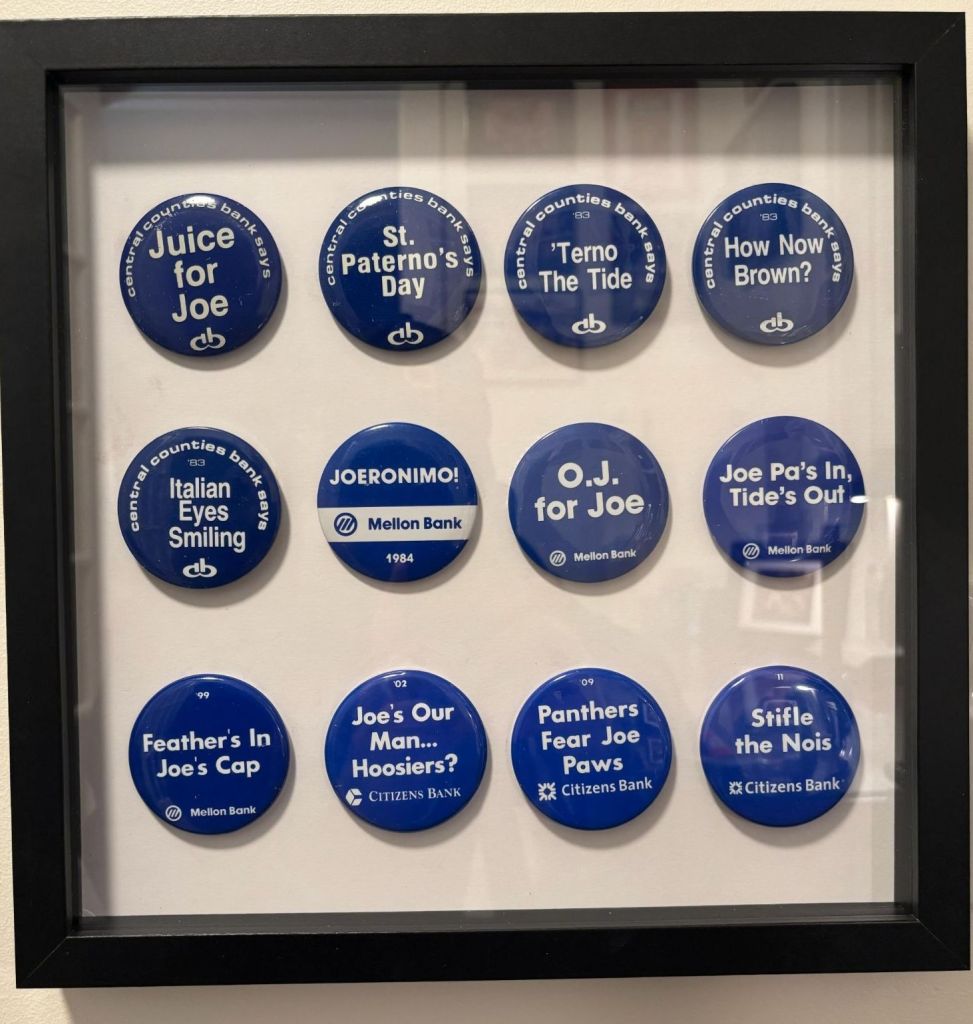 central counties bank says
Juice
for
Joe
central counties bank says
St.
Paterno's
Day
central counties bank says
'83
'Terno
The Tide
central counties bank says
'83
How Now
Brown?
central counties bank says
'83
Italian
Eyes
Smiling
JOERONIMO!
Mellon Bank
1984
O.J.
for Joe
Mellon Bank
Joe Pa's In,
Tide's Out
Mellon Bank
'99
Feather's In
Joe's Cap
Mellon Bank
'02
Joe's Our
Man...
Hoosiers?
CITIZENS BANK
'09
Panthers
Fear Joe
Paws
Citizens Bank
'11
Stifle
the Nois
Citizens Bank